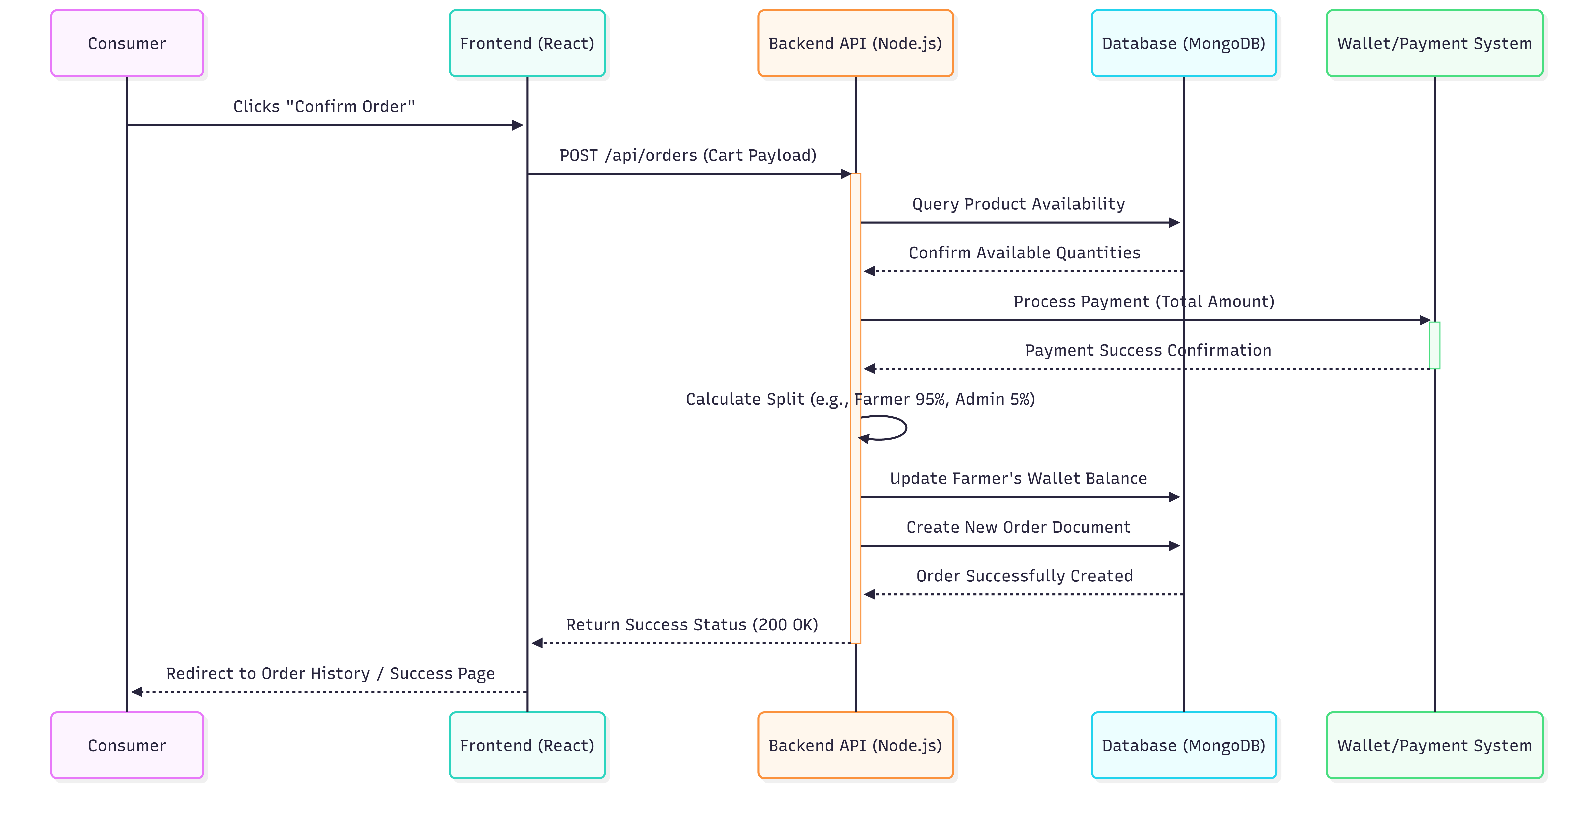 Consumer
Frontend (React)
Backend API (Node.js)
Database (MongoDB)
Wallet/Payment System
Clicks "Confirm Order"
POST /api/orders (Cart Payload)
Query Product Availability
Confirm Available Quantities
Process Payment (Total Amount)
Payment Success Confirmation
Calculate Split (e.g., Farmer 95%, Admin 5%)
Update Farmer's Wallet Balance
Create New Order Document
Order Successfully Created
Return Success Status (200 OK)
Redirect to Order History / Success Page
Consumer
Frontend (React)
Backend API (Node.js)
Database (MongoDB)
Wallet/Payment System